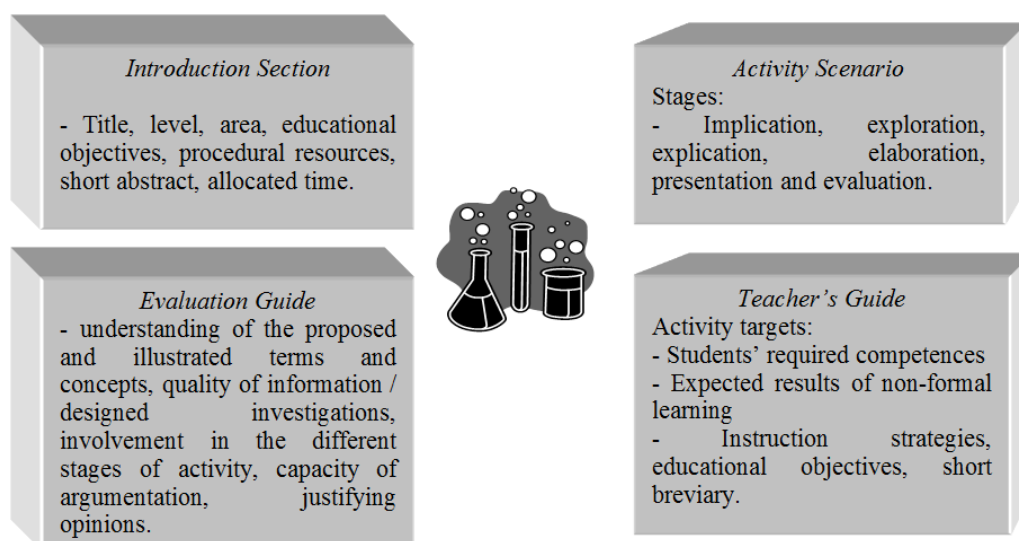 Introduction Section
- Title, level, area, educational
objectives, procedural resources,
short abstract, allocated time.
Activity Scenario
Stages:
- Implication, exploration,
explication, elaboration,
presentation and evaluation.
Evaluation Guide
- understanding of the proposed
and illustrated terms and
concepts, quality of information /
designed investigations,
involvement in the different
stages of activity, capacity of
argumentation, justifying
opinions.
Teacher’s Guide
Activity targets:
- Students’ required competences
- Expected results of non-formal
learning
- Instruction strategies,
educational objectives, short
breviary.